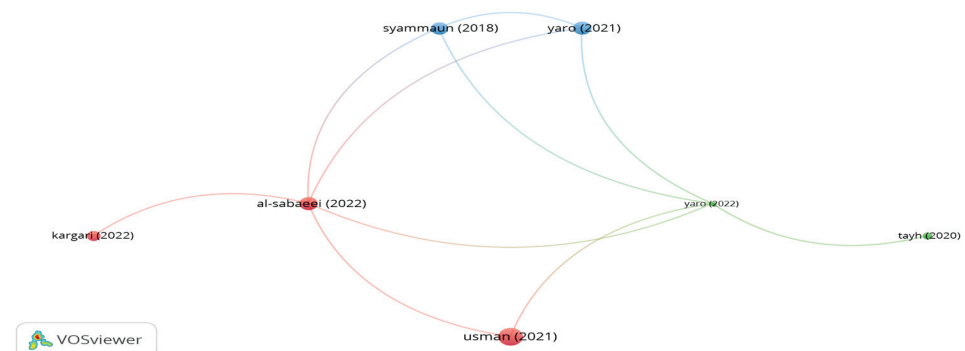 syammaun (2018)
yaro (2021)
al-sabaeei (2022)
yaro (2022)
kargari (2022)
tayh (2020)
usman (2021)
VOSviewer